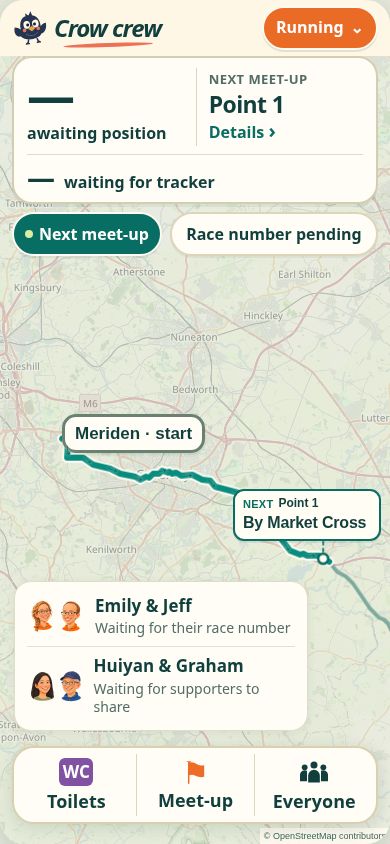 Crow crew
Running
NEXT MEET-UP
Point 1
awaiting position
Details ›
— waiting for tracker
Tamworth
Next meet-up
Race number pending
Atherstone
Earl Shilton
Kingsbury
Hinckley
Nuneaton
Coleshill
Bedworth
M6
Meriden · start
NEXT Point 1
By Market Cross
Kenilworth
Emily & Jeff
Waiting for their race number
Huiyan & Graham
Waiting for supporters to
share
WC
Toilets
Meet-up
Everyone
© OpenStreetMap contributors